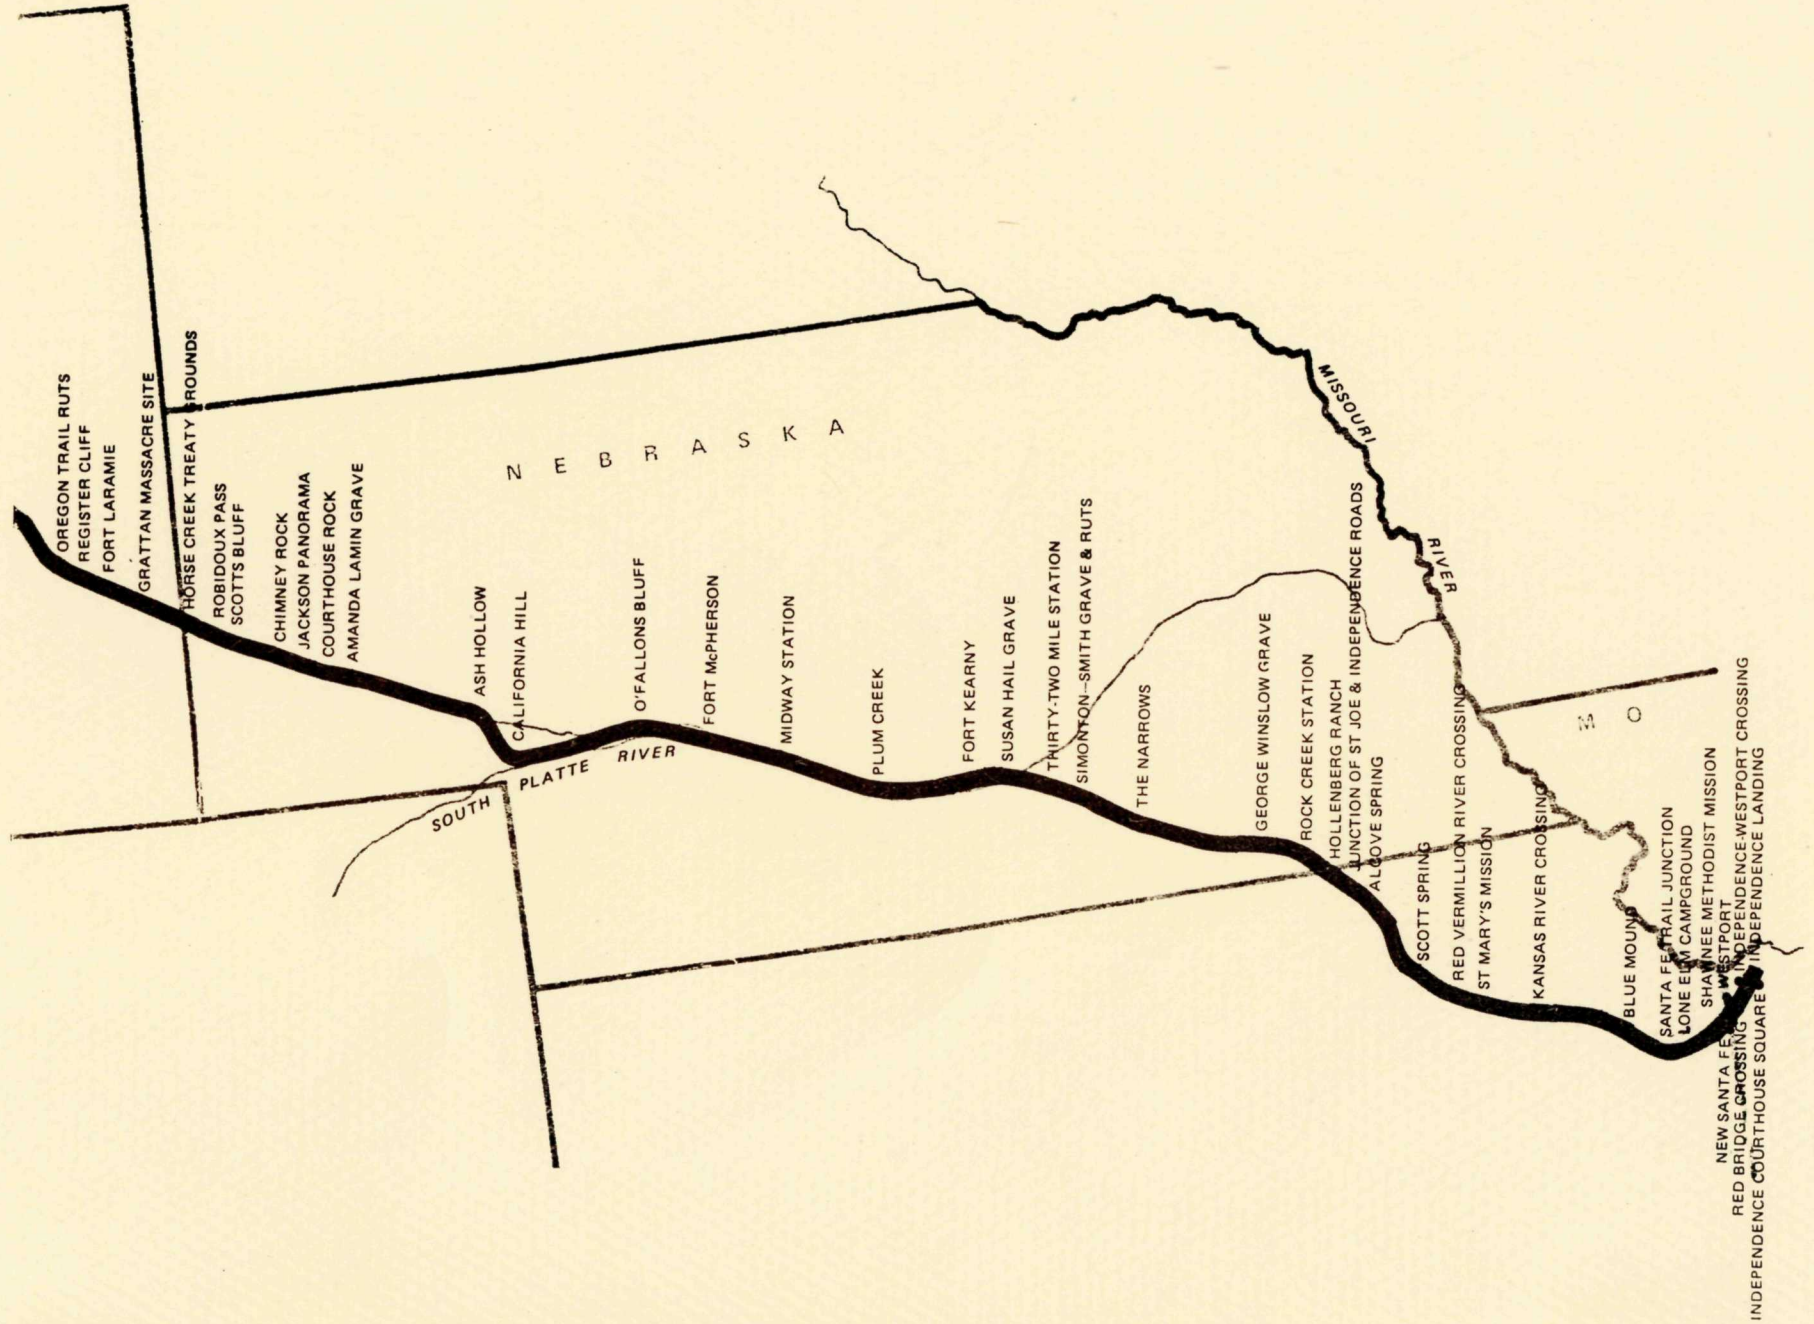 OREGON TRAIL RUTS
REGISTER CLIFF
FORT LARAMIE
GRATTAN MASSACRE SITE
HORSE CREEK TREATY GROUNDS
ROBIDOUX PASS
SCOTTS BLUFF
CHIMNEY ROCK
JACKSON PANORAMA
COURTHOUSE ROCK
AMANDA LAMIN GRAVE
NEBRASKA
ASH HOLLOW
CALIFORNIA HILL
O'FALLONS BLUFF
FORT McPHERSON
MIDWAY STATION
PLUM CREEK
FORT KEARNY
SUSAN HAIL GRAVE
THIRTY-TWO MILE STATION
SIMONTON-SMITH GRAVE & RUTS
THE NARROWS
GEORGE WINSLOW GRAVE
ROCK CREEK STATION
HOLLENBERG RANCH
JUNCTION OF ST JOE & INDEPENDENCE ROADS
ALCOVE SPRING
SCOTT SPRING
RED VERMILLION RIVER CROSSING
ST MARY'S MISSION
KANSAS RIVER CROSSING
BLUE MOUND
SANTA FE TRAIL JUNCTION
LONE ELM CAMPGROUND
SHAWNEE METHODIST MISSION
WESTPORT
INDEPENDENCE-WESTPORT CROSSING
INDEPENDENCE LANDING
NEW SANTA FE
RED BRIDGE CROSSING
INDEPENDENCE COURTHOUSE SQUARE
SOUTH PLATTE RIVER
MISSOURI RIVER
MO